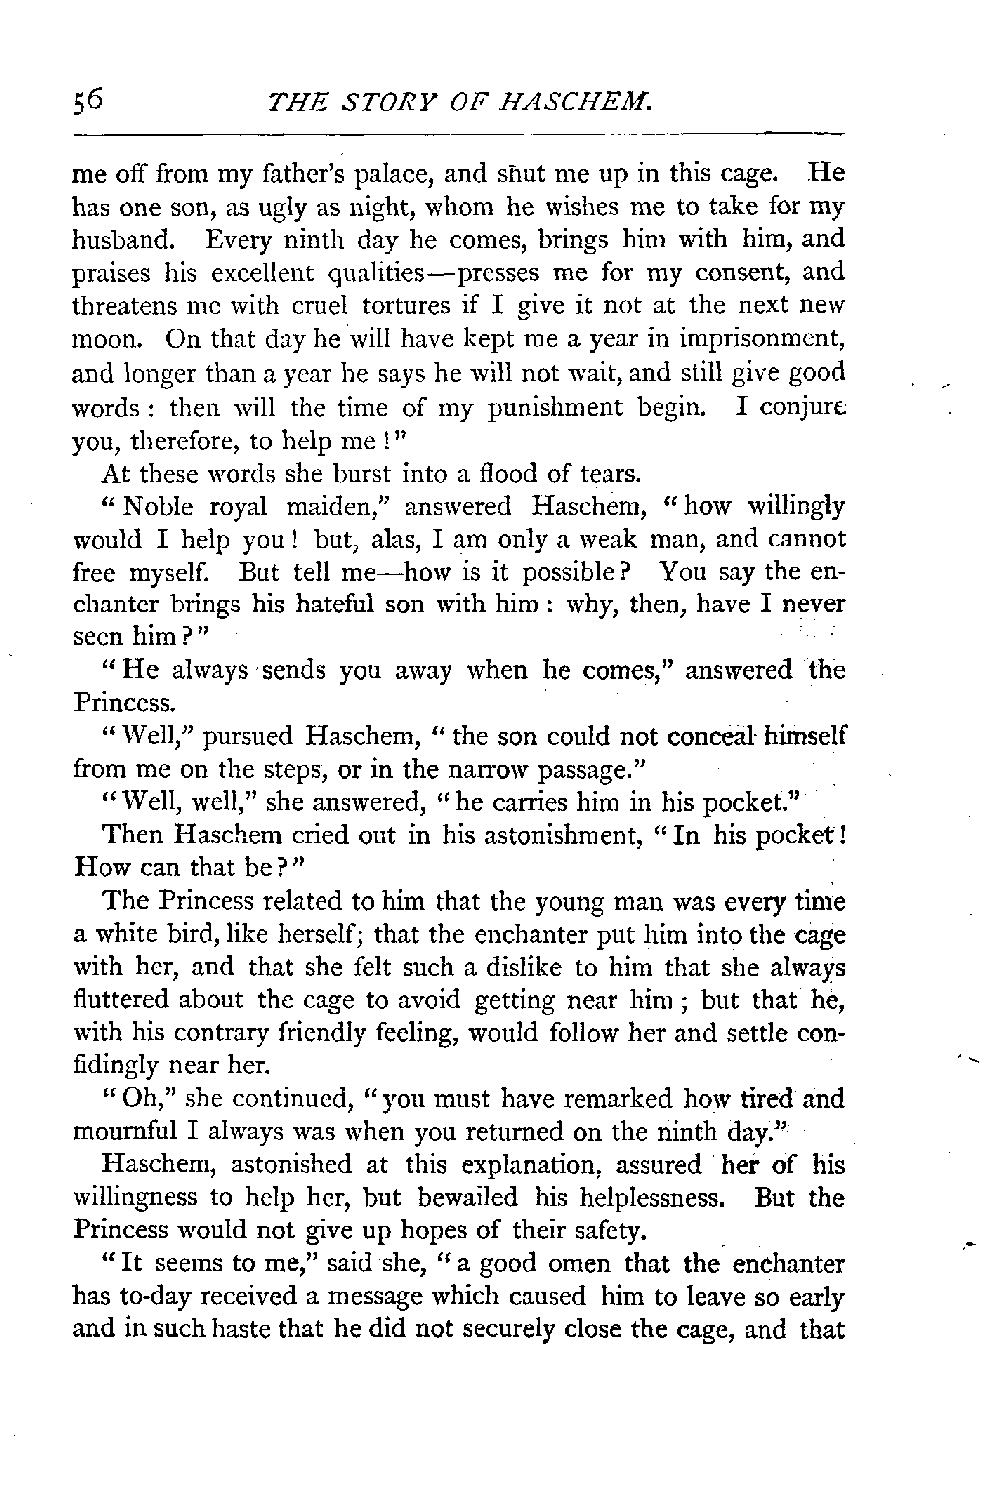 56 THE STORY OF HASCHEM.
me off from my father's palace, and shut me up in this cage. He
has one son, as ugly as night, whom he wishes me to take for my
husband. Every ninth day he comes, brings him with him, and
praises his excellent qualities—presses me for my consent, and
threatens me with cruel tortures if I give it not at the next new
moon. On that day he will have kept me a year in imprisonment,
and longer than a year he says he will not wait, and still give good
words : then will the time of my punishment begin. I conjure
you, therefore, to help me !"
At these words she burst into a flood of tears.
" Noble royal maiden," answered Haschem, " how willingly
would I help you ! but, alas, I am only a weak man, and cannot
free myself. But tell me—how is it possible ? You say the en-
chanter brings his hateful son with him : why, then, have I never
seen him ? "
" He always sends you away when he comes," answered the
Princess.
" Well," pursued Haschem, " the son could not conceal himself
from me on the steps, or in the narrow passage."
" Well, well," she answered, " he carries him in his pocket."
Then Haschem cried out in his astonishment, " In his pocket !
How can that be ? "
The Princess related to him that the young man was every time
a white bird, like herself; that the enchanter put him into the cage
with her, and that she felt such a dislike to him that she always
fluttered about the cage to avoid getting near him ; but that he,
with his contrary friendly feeling, would follow her and settle con-
fidingly near her.
" Oh," she continued, " you must have remarked how tired and
mournful I always was when you returned on the ninth day."
Haschem, astonished at this explanation, assured her of his
willingness to help her, but bewailed his helplessness. But the
Princess would not give up hopes of their safety.
" It seems to me," said she, " a good omen that the enchanter
has to-day received a message which caused him to leave so early
and in such haste that he did not securely close the cage, and that